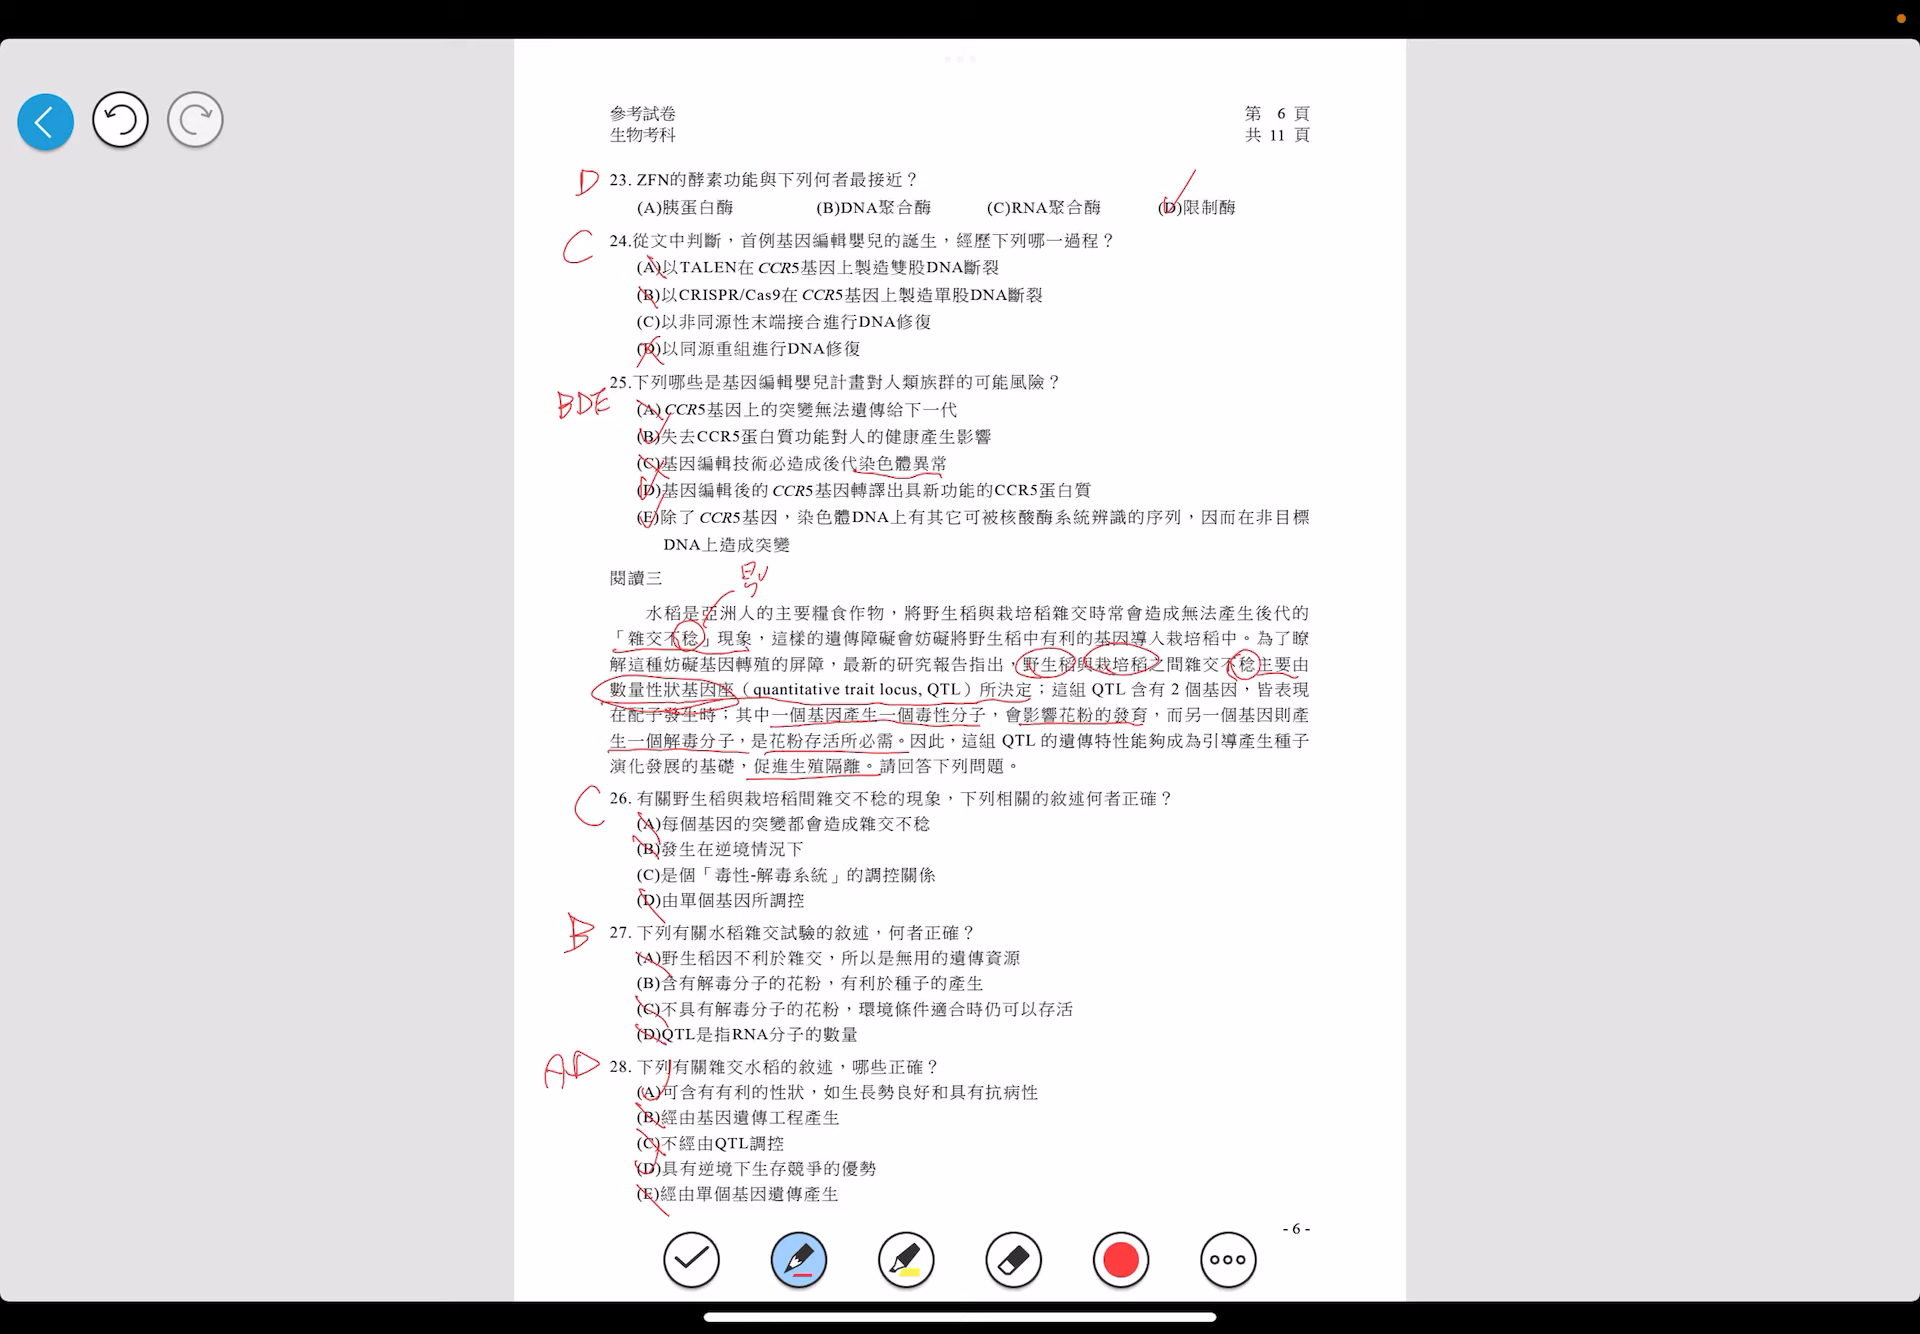 參考試卷
生物考科
第 6 頁
共 11 頁
D 23. ZFN的酵素功能與下列何者最接近？
(A)胰蛋白酶 (B)DNA聚合酶 (C)RNA聚合酶 (D)限制酶
C 24.從文中判斷，首例基因編輯嬰兒的誕生，經歷下列哪一過程？
(A)以TALEN在CCR5基因上製造雙股DNA斷裂
(B)以CRISPR/Cas9在CCR5基因上製造單股DNA斷裂
(C)以非同源性末端接合進行DNA修復
(D)以同源重組進行DNA修復
BDE 25.下列哪些是基因編輯嬰兒計畫對人類族群的可能風險？
(A)CCR5基因上的突變無法遺傳給下一代
(B)失去CCR5蛋白質功能對人的健康產生影響
(C)基因編輯技術必造成後代染色體異常
(D)基因編輯後的CCR5基因轉譯出具新功能的CCR5蛋白質
(E)除了CCR5基因，染色體DNA上有其它可被核酸酶系統辨識的序列，因而在非目標
DNA上造成突變
閱讀三
水稻是亞洲人的主要糧食作物，將野生稻與栽培稻雜交時常會造成無法產生後代的
「雜交不稔」現象，這樣的遺傳障礙會妨礙將野生稻中有利的基因導入栽培稻中。為了瞭
解這種妨礙基因轉殖的屏障，最新的研究報告指出，野生稻與栽培稻之間雜交不稔主要由
數量性狀基因座（quantitative trait locus, QTL）所決定；這組 QTL 含有 2 個基因，皆表現
在配子發生時；其中一個基因產生一個毒性分子，會影響花粉的發育，而另一個基因則產
生一個解毒分子，是花粉存活所必需。因此，這組 QTL 的遺傳特性能夠成為引導產生種子
演化發展的基礎，促進生殖隔離。請回答下列問題。
C 26. 有關野生稻與栽培稻間雜交不稔的現象，下列相關的敘述何者正確？
(A)每個基因的突變都會造成雜交不稔
(B)發生在逆境情況下
(C)是個「毒性-解毒系統」的調控關係
(D)由單個基因所調控
B 27. 下列有關水稻雜交試驗的敘述，何者正確？
(A)野生稻因不利於雜交，所以是無用的遺傳資源
(B)含有解毒分子的花粉，有利於種子的產生
(C)不具有解毒分子的花粉，環境條件適合時仍可以存活
(D)QTL是指RNA分子的數量
AD 28. 下列有關雜交水稻的敘述，哪些正確？
(A)可含有有利的性狀，如生長勢良好和具有抗病性
(B)經由基因遺傳工程產生
(C)不經由QTL調控
(D)具有逆境下生存競爭的優勢
(E)經由單個基因遺傳產生
- 6 -